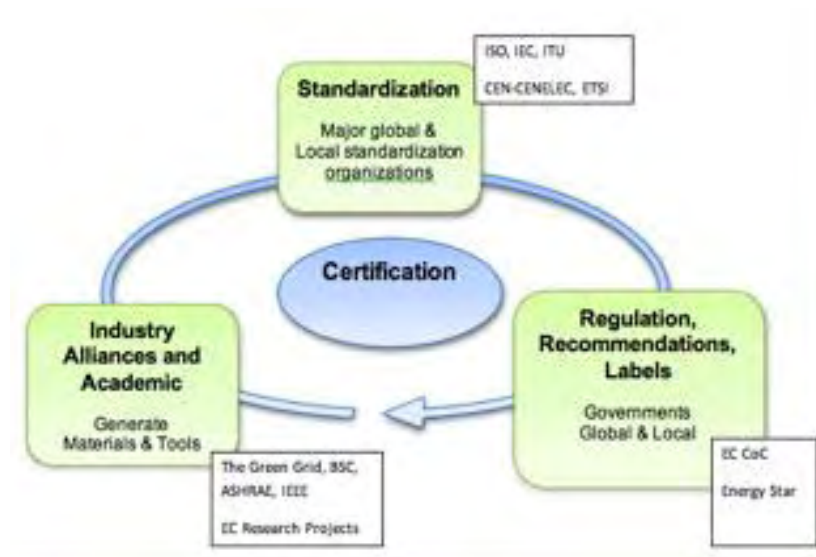 ISO, IEC, ITU
CEN-CENELEC, ETSI
Standardization
Major global &
Local standardization
organizations
Certification
Industry
Alliances and
Academic
Generate
Materials & Tools
The Green Grid, BSC,
ASHRAE, IEEE
EC Research Projects
Regulation,
Recommendations,
Labels
Governments
Global & Local
EC CoC
Energy Star